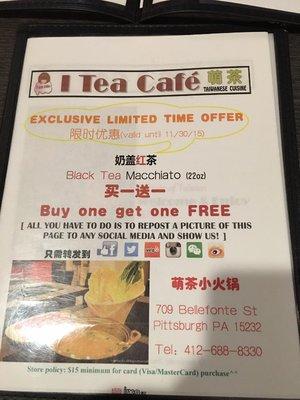 I Tea Café 萌茶
TAIWANESE CUISINE
EXCLUSIVE LIMITED TIME OFFER
限时优惠(valid until 11/30/15)
奶盖红茶
Black Tea Macchiato (22oz)
买一送一
Buy one get one FREE
[ ALL YOU HAVE TO DO IS TO REPOST A PICTURE OF THIS
PAGE TO ANY SOCIAL MEDIA AND SHOW US! ]
只需转发到
萌茶小火锅
709 Bellefonte St
Pittsburgh PA 15232
Tel: 412-688-8330
Store policy: $15 minimum for card (Visa/MasterCard) purchase^^